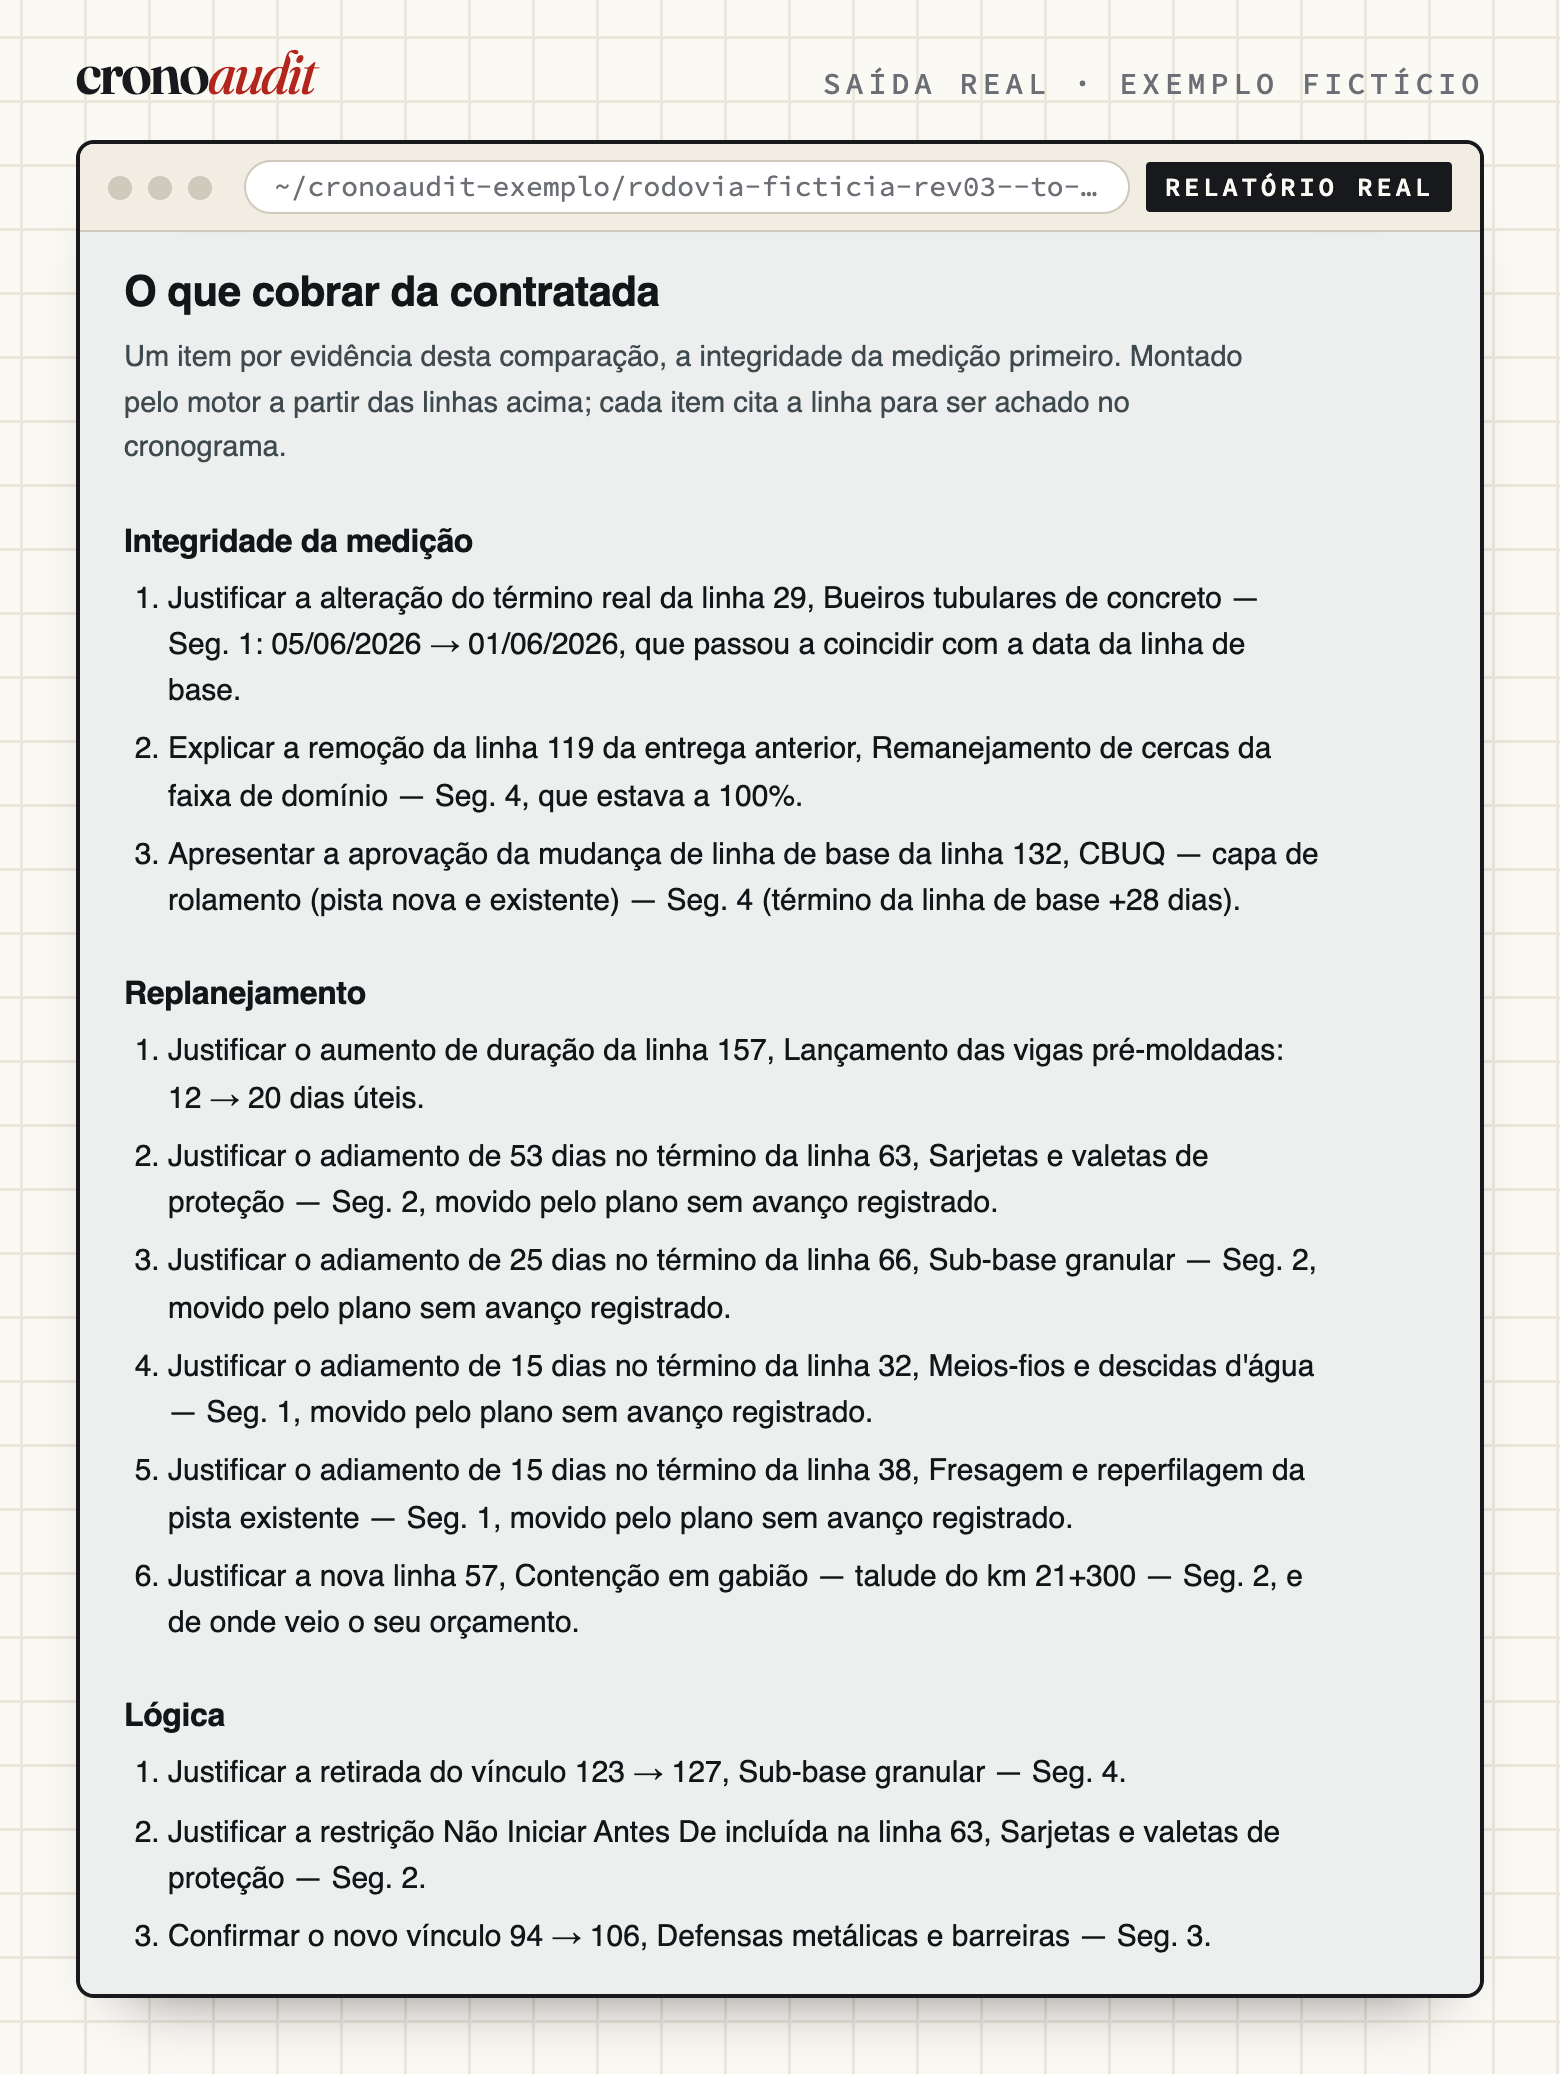 cronoaudit
SAÍDA REAL · EXEMPLO FICTÍCIO
~/cronoaudit-exemplo/rodovia-ficticia-rev03--to-…
RELATÓRIO REAL
O que cobrar da contratada
Um item por evidência desta comparação, a integridade da medição primeiro. Montado
pelo motor a partir das linhas acima; cada item cita a linha para ser achado no
cronograma.
Integridade da medição
1. Justificar a alteração do término real da linha 29, Bueiros tubulares de concreto —
Seg. 1: 05/06/2026 → 01/06/2026, que passou a coincidir com a data da linha de
base.
2. Explicar a remoção da linha 119 da entrega anterior, Remanejamento de cercas da
faixa de domínio — Seg. 4, que estava a 100%.
3. Apresentar a aprovação da mudança de linha de base da linha 132, CBUQ — capa de
rolamento (pista nova e existente) — Seg. 4 (término da linha de base +28 dias).
Replanejamento
1. Justificar o aumento de duração da linha 157, Lançamento das vigas pré-moldadas:
12 → 20 dias úteis.
2. Justificar o adiamento de 53 dias no término da linha 63, Sarjetas e valetas de
proteção — Seg. 2, movido pelo plano sem avanço registrado.
3. Justificar o adiamento de 25 dias no término da linha 66, Sub-base granular — Seg. 2,
movido pelo plano sem avanço registrado.
4. Justificar o adiamento de 15 dias no término da linha 32, Meios-fios e descidas d'água
— Seg. 1, movido pelo plano sem avanço registrado.
5. Justificar o adiamento de 15 dias no término da linha 38, Fresagem e reperfilagem da
pista existente — Seg. 1, movido pelo plano sem avanço registrado.
6. Justificar a nova linha 57, Contenção em gabião — talude do km 21+300 — Seg. 2, e
de onde veio o seu orçamento.
Lógica
1. Justificar a retirada do vínculo 123 → 127, Sub-base granular — Seg. 4.
2. Justificar a restrição Não Iniciar Antes De incluída na linha 63, Sarjetas e valetas de
proteção — Seg. 2.
3. Confirmar o novo vínculo 94 → 106, Defensas metálicas e barreiras — Seg. 3.